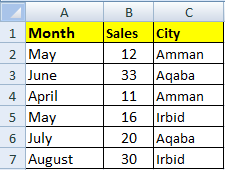 A B C
1 Month Sales City
2 May 12 Amman
3 June 33 Aqaba
4 April 11 Amman
5 May 16 Irbid
6 July 20 Aqaba
7 August 30 Irbid